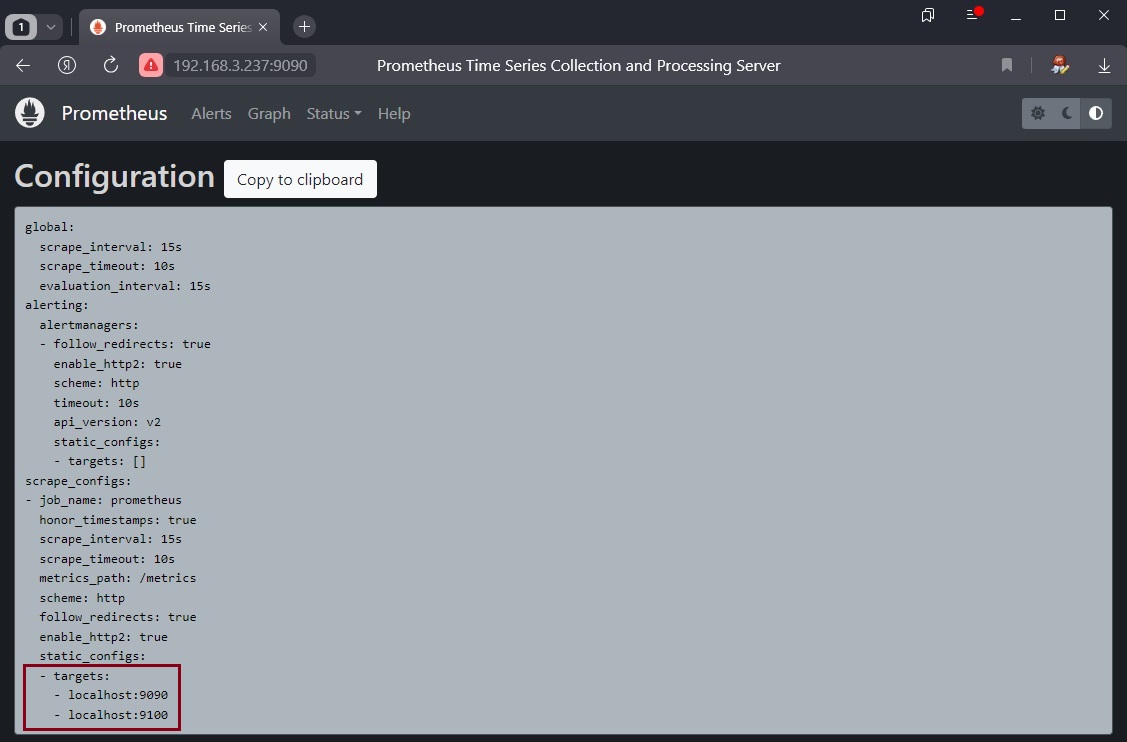 1
Prometheus Time Series
192.168.3.237:9090
Prometheus Time Series Collection and Processing Server
Prometheus
Alerts
Graph
Status
Help
Configuration
Copy to clipboard
global:
  scrape_interval: 15s
  scrape_timeout: 10s
  evaluation_interval: 15s
alerting:
  alertmanagers:
  - follow_redirects: true
    enable_http2: true
    scheme: http
    timeout: 10s
    api_version: v2
    static_configs:
    - targets: []
scrape_configs:
- job_name: prometheus
  honor_timestamps: true
  scrape_interval: 15s
  scrape_timeout: 10s
  metrics_path: /metrics
  scheme: http
  follow_redirects: true
  enable_http2: true
  static_configs:
  - targets:
    - localhost:9090
    - localhost:9100